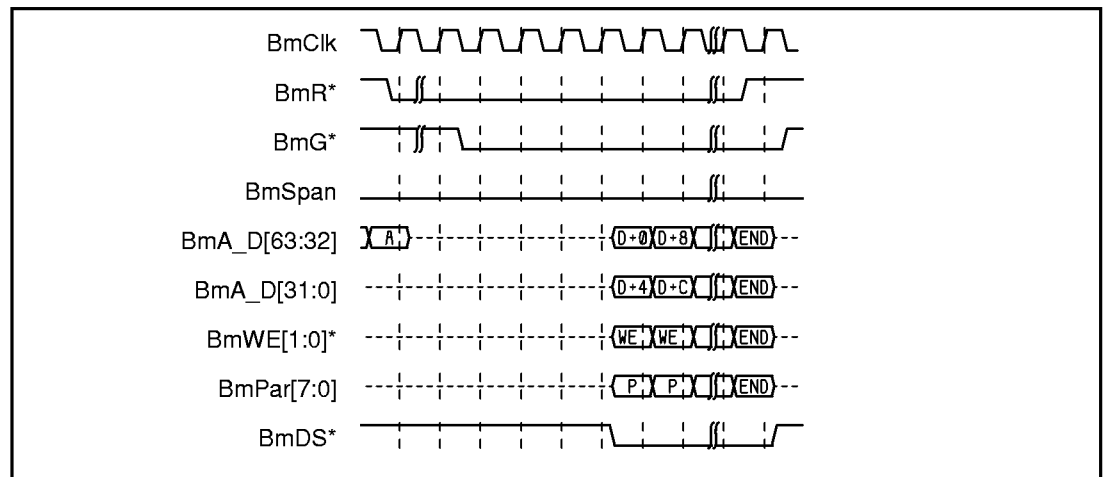 BmClk
BmR*
BmG*
BmSpan
BmA_D[63:32] A D+0 D+8 END
BmA_D[31:0] D+4 D+C END
BmWE[1:0]* WE WE END
BmPar[7:0] P P END
BmDS*